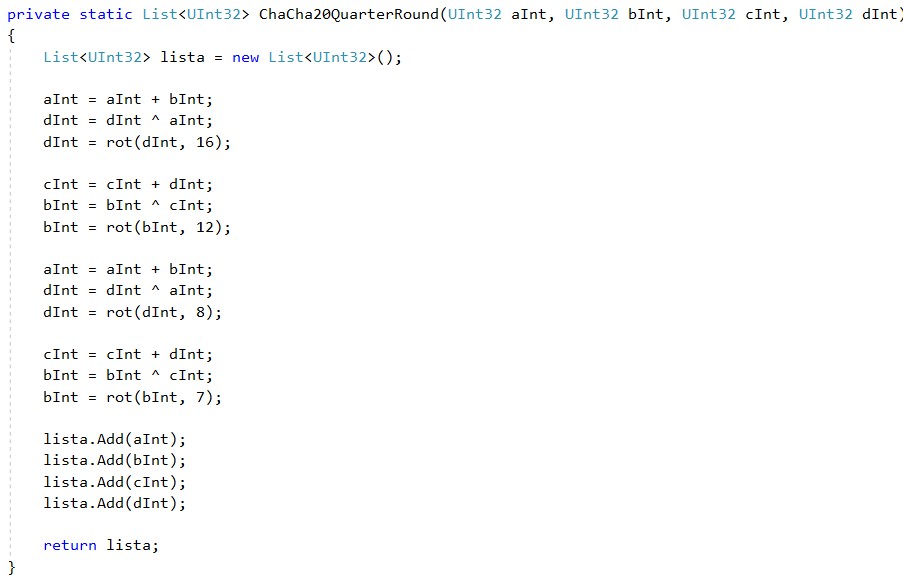 private static List<UInt32> ChaCha20QuarterRound(UInt32 aInt, UInt32 bInt, UInt32 cInt, UInt32 dInt)
{
List<UInt32> lista = new List<UInt32>();
aInt = aInt + bInt;
dInt = dInt ^ aInt;
dInt = rot(dInt, 16);
cInt = cInt + dInt;
bInt = bInt ^ cInt;
bInt = rot(bInt, 12);
aInt = aInt + bInt;
dInt = dInt ^ aInt;
dInt = rot(dInt, 8);
cInt = cInt + dInt;
bInt = bInt ^ cInt;
bInt = rot(bInt, 7);
lista.Add(aInt);
lista.Add(bInt);
lista.Add(cInt);
lista.Add(dInt);
return lista;
}